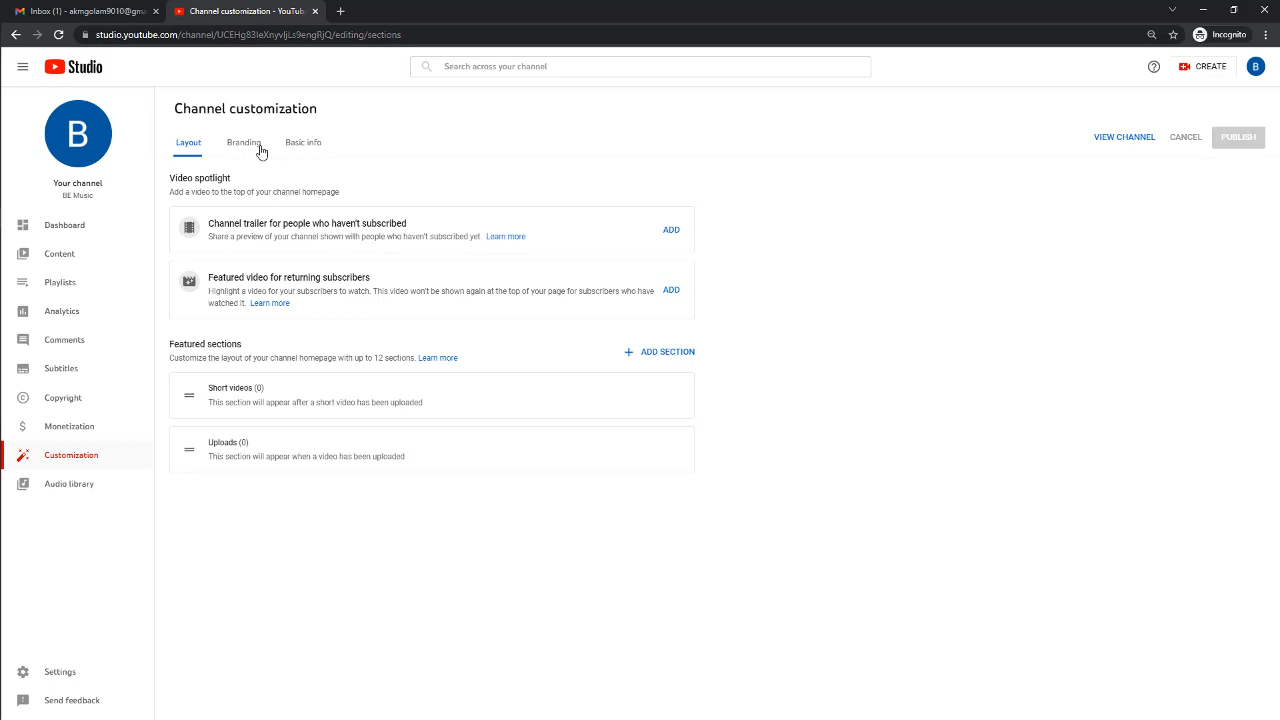 Inbox (1) - akmgolam9010@gma
Channel customization - YouTub
studio.youtube.com/channel/UCEHg83IeXnyvljLs9engRjQ/editing/sections
Incognito
Studio
Search across your channel
CREATE
B
B
Your channel
BE Music
Dashboard
Content
Playlists
Analytics
Comments
Subtitles
Copyright
Monetization
Customization
Audio library
Settings
Send feedback
Channel customization
Layout Branding Basic info
VIEW CHANNEL CANCEL PUBLISH
Video spotlight
Add a video to the top of your channel homepage
Channel trailer for people who haven't subscribed
Share a preview of your channel shown with people who haven't subscribed yet Learn more
ADD
Featured video for returning subscribers
Highlight a video for your subscribers to watch. This video won't be shown again at the top of your page for subscribers who have
watched it. Learn more
ADD
Featured sections
Customize the layout of your channel homepage with up to 12 sections. Learn more
ADD SECTION
Short videos (0)
This section will appear after a short video has been uploaded
Uploads (0)
This section will appear when a video has been uploaded